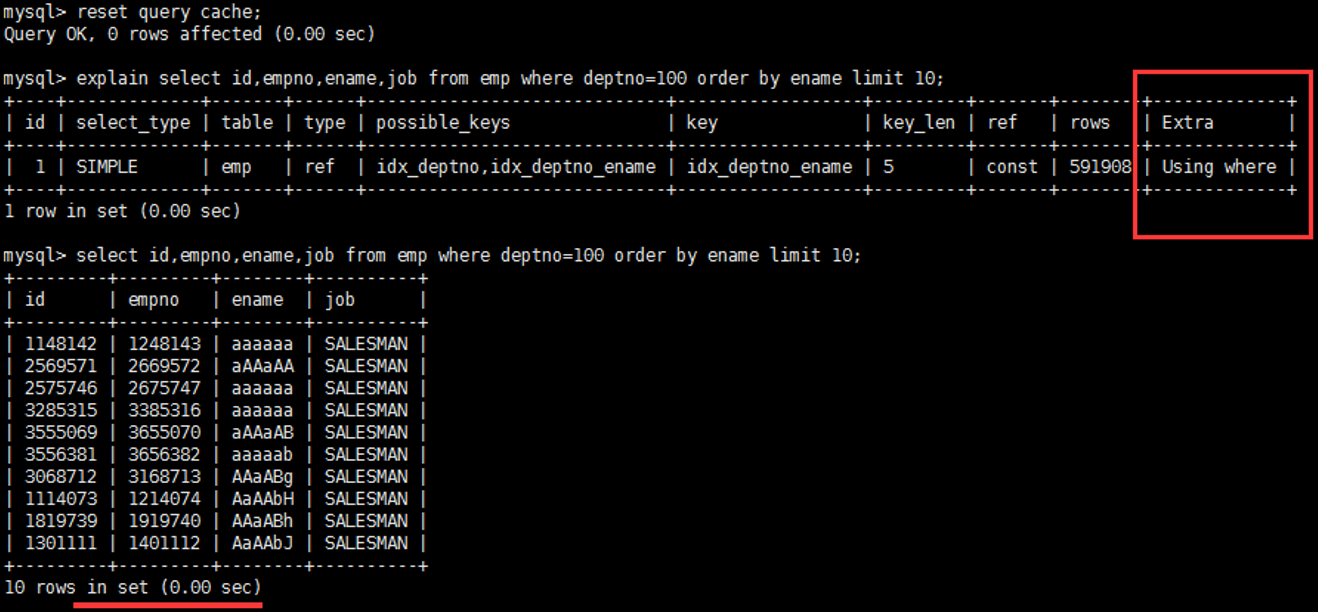 mysql> reset query cache;
Query OK, 0 rows affected (0.00 sec)
mysql> explain select id,empno,ename,job from emp where deptno=100 order by ename limit 10;
+----+-------------+-------+------+-----------------------------+------------------+---------+-------+--------+-------------+
| id | select_type | table | type | possible_keys | key | key_len | ref | rows | Extra |
+----+-------------+-------+------+-----------------------------+------------------+---------+-------+--------+-------------+
| 1 | SIMPLE | emp | ref | idx_deptno,idx_deptno_ename | idx_deptno_ename | 5 | const | 591908 | Using where |
+----+-------------+-------+------+-----------------------------+------------------+---------+-------+--------+-------------+
1 row in set (0.00 sec)
mysql> select id,empno,ename,job from emp where deptno=100 order by ename limit 10;
+---------+---------+--------+----------+
| id | empno | ename | job |
+---------+---------+--------+----------+
| 1148142 | 1248143 | aaaaaa | SALESMAN |
| 2569571 | 2669572 | aAAaAA | SALESMAN |
| 2575746 | 2675747 | aaaaaa | SALESMAN |
| 3285315 | 3385316 | aaaaaa | SALESMAN |
| 3555069 | 3655070 | aAAaAB | SALESMAN |
| 3556381 | 3656382 | aaaaab | SALESMAN |
| 3068712 | 3168713 | AAaABg | SALESMAN |
| 1114073 | 1214074 | AaAAbH | SALESMAN |
| 1819739 | 1919740 | AAaABh | SALESMAN |
| 1301111 | 1401112 | AaAAbJ | SALESMAN |
+---------+---------+--------+----------+
10 rows in set (0.00 sec)